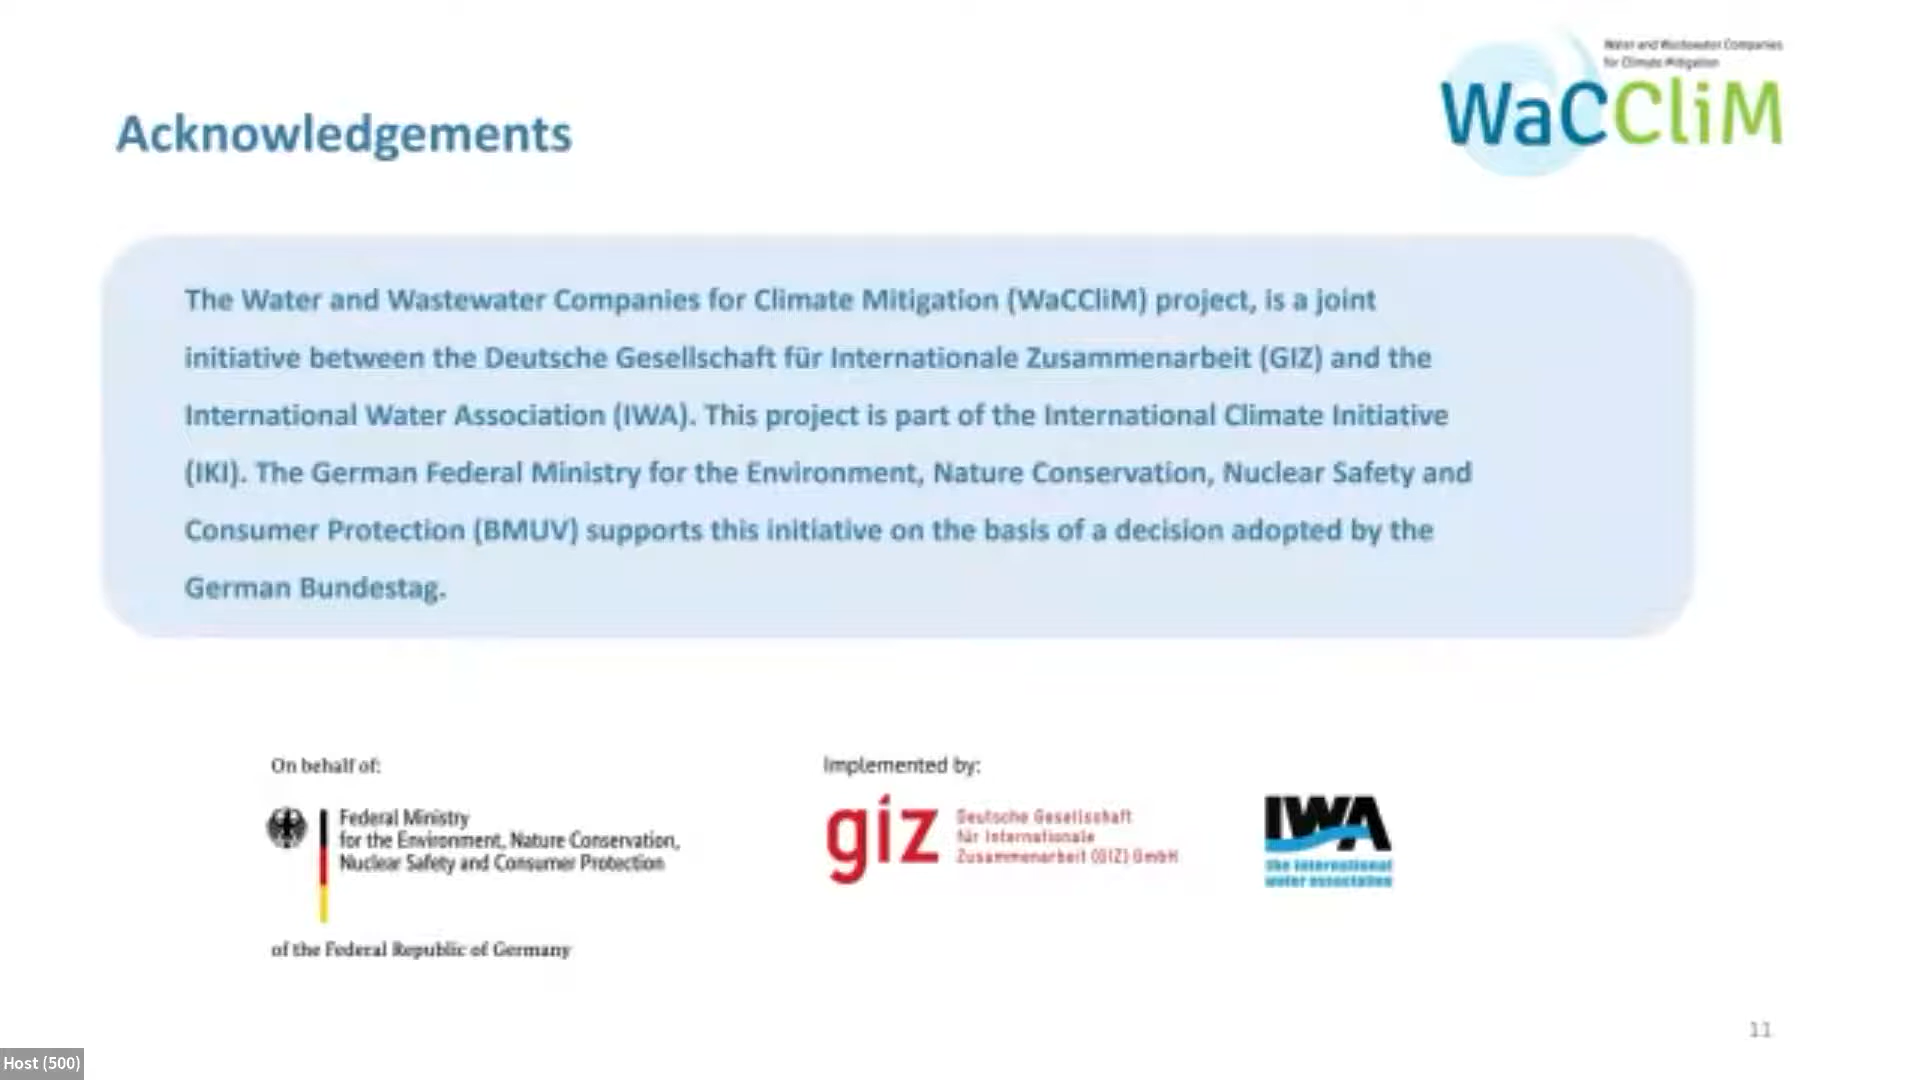 Water and Wastewater Companies
for Climate Mitigation
WaCCliM
Acknowledgements
The Water and Wastewater Companies for Climate Mitigation (WaCCliM) project, is a joint
initiative between the Deutsche Gesellschaft für Internationale Zusammenarbeit (GIZ) and the
International Water Association (IWA). This project is part of the International Climate Initiative
(IKI). The German Federal Ministry for the Environment, Nature Conservation, Nuclear Safety and
Consumer Protection (BMUV) supports this initiative on the basis of a decision adopted by the
German Bundestag.
On behalf of:
Federal Ministry
for the Environment, Nature Conservation,
Nuclear Safety and Consumer Protection
of the Federal Republic of Germany
Implemented by:
giz
Deutsche Gesellschaft
für Internationale
Zusammenarbeit (GIZ) GmbH
IWA
the international
water association
11
Host (500)